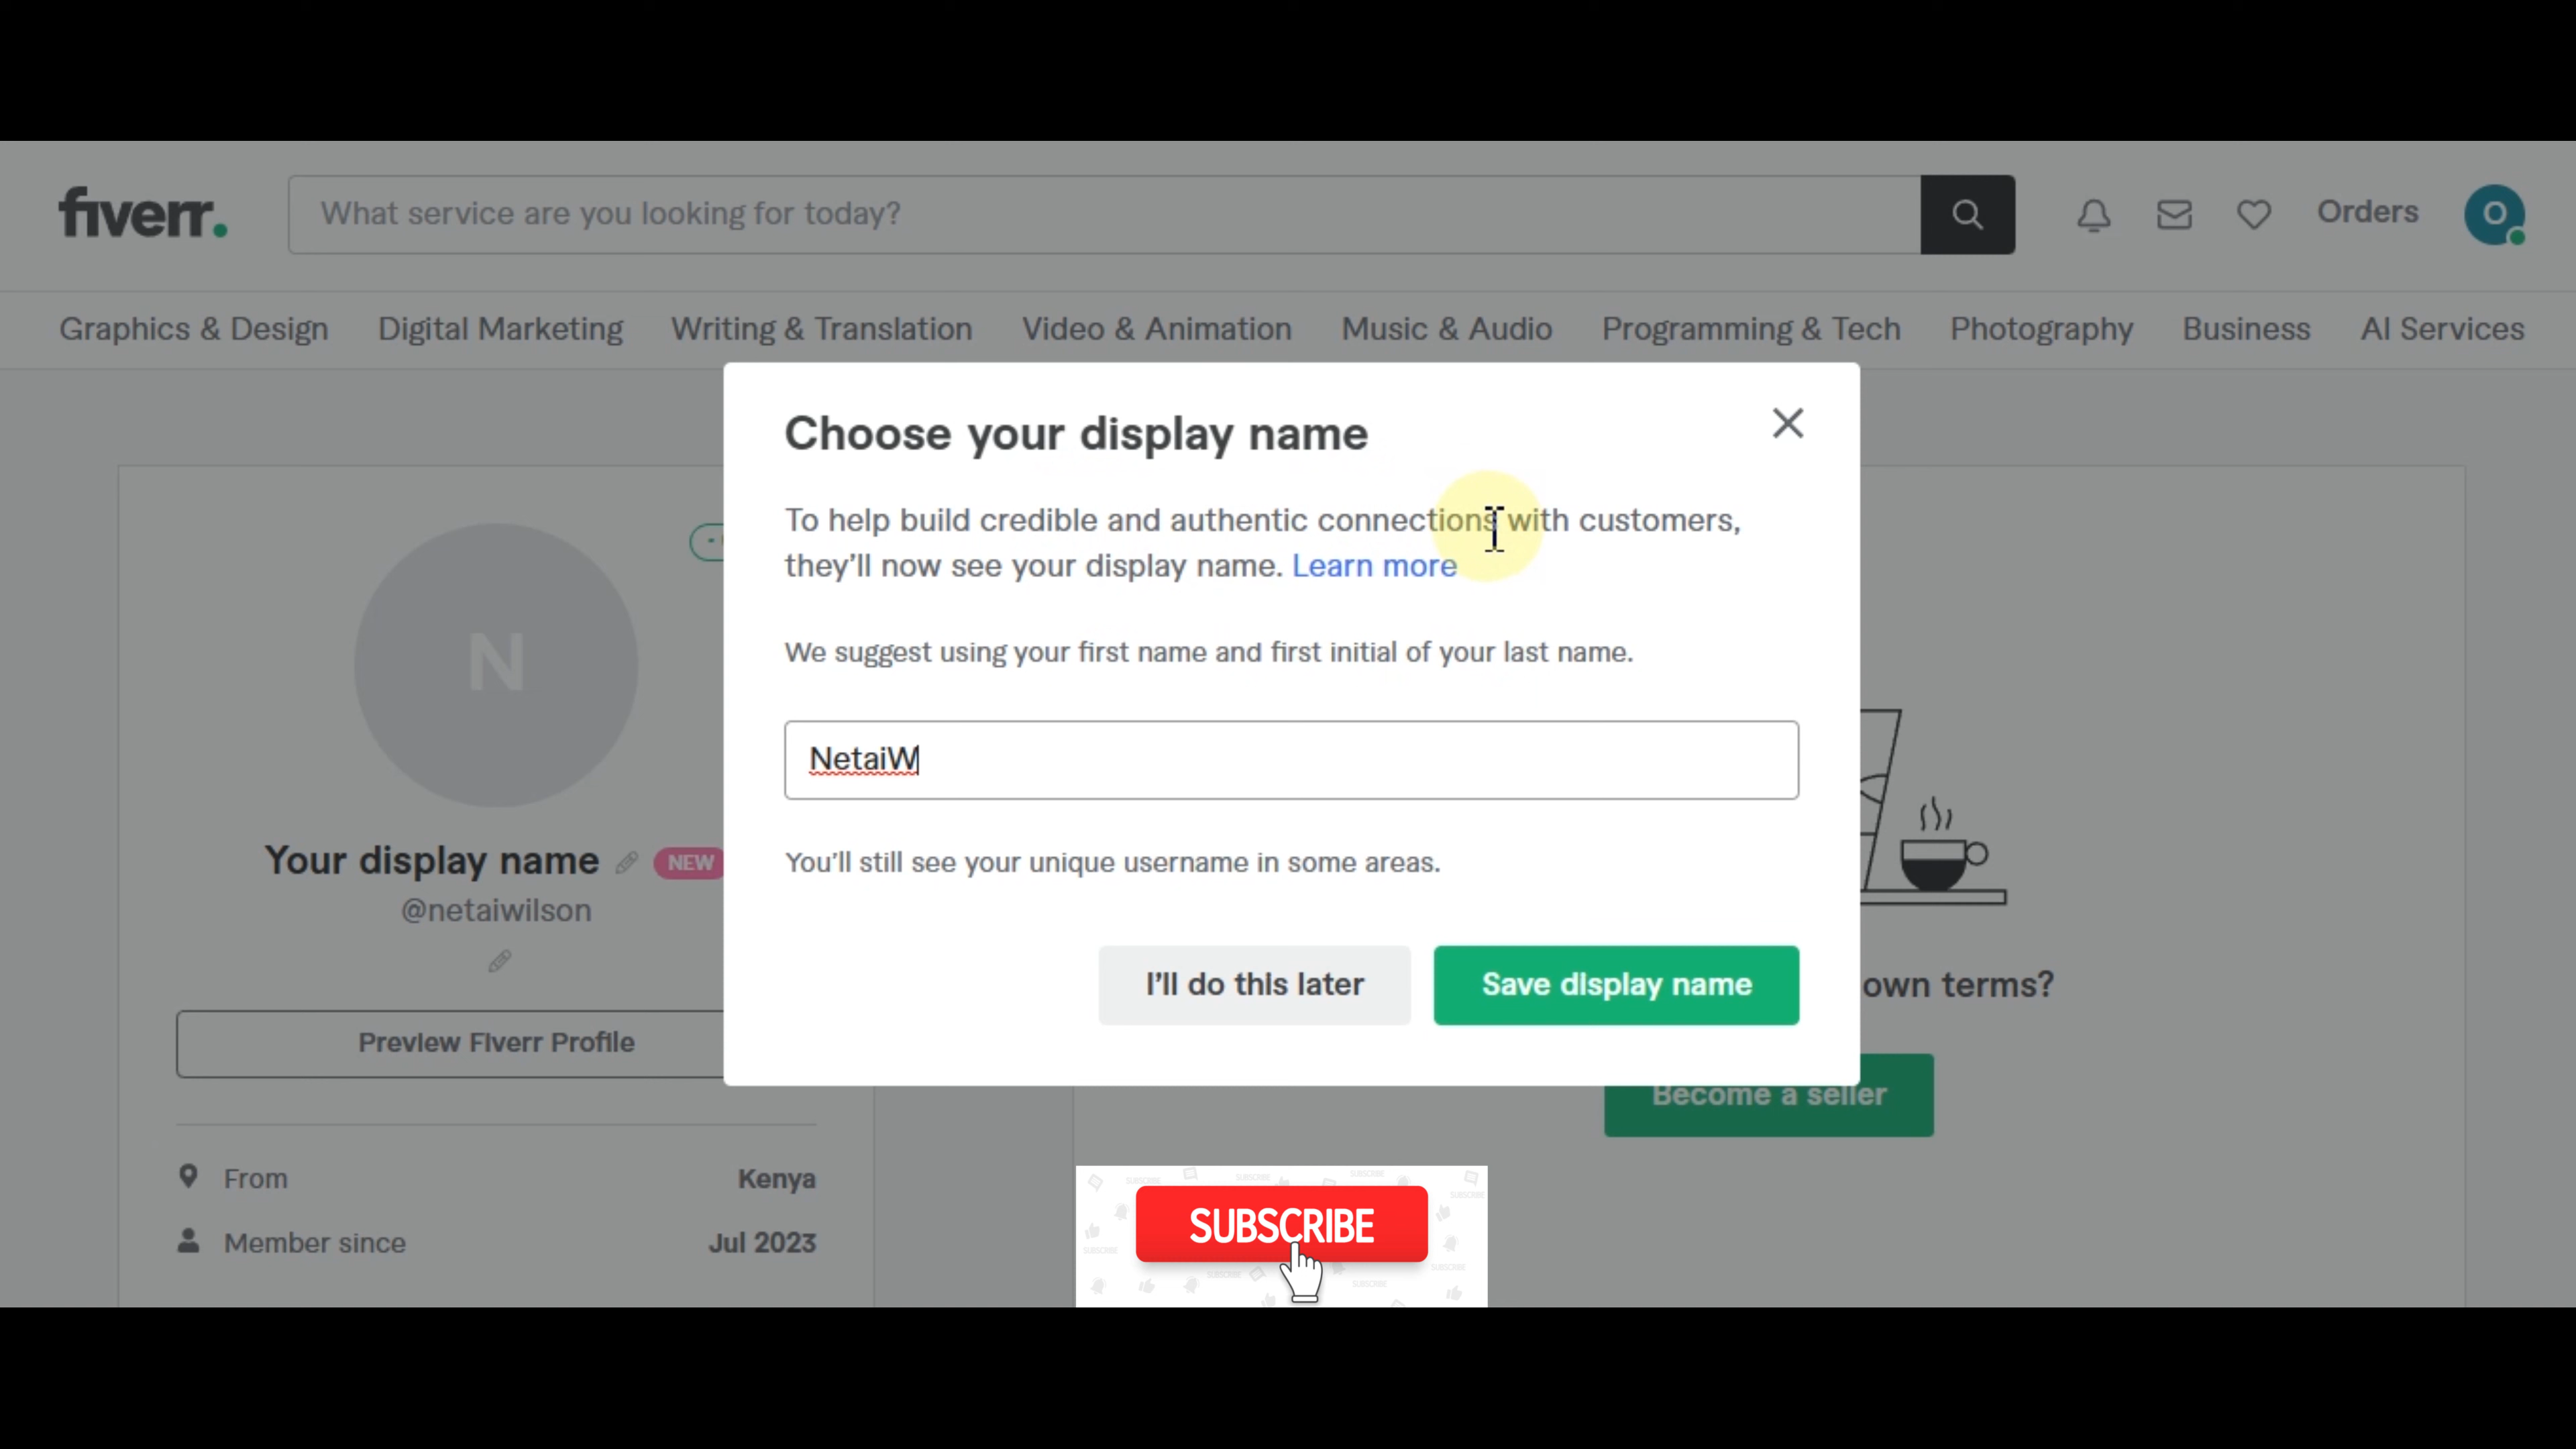 fiverr.
What service are you looking for today?
Orders
O
Graphics & Design
Digital Marketing
Writing & Translation
Video & Animation
Music & Audio
Programming & Tech
Photography
Business
AI Services
Choose your display name
To help build credible and authentic connections with customers,
they'll now see your display name. Learn more
We suggest using your first name and first initial of your last name.
NetaiW
You'll still see your unique username in some areas.
I'll do this later
Save display name
N
Your display name
NEW
@netaiwilson
Preview Fiverr Profile
From
Kenya
Member since
Jul 2023
own terms?
Become a seller
SUBSCRIBE